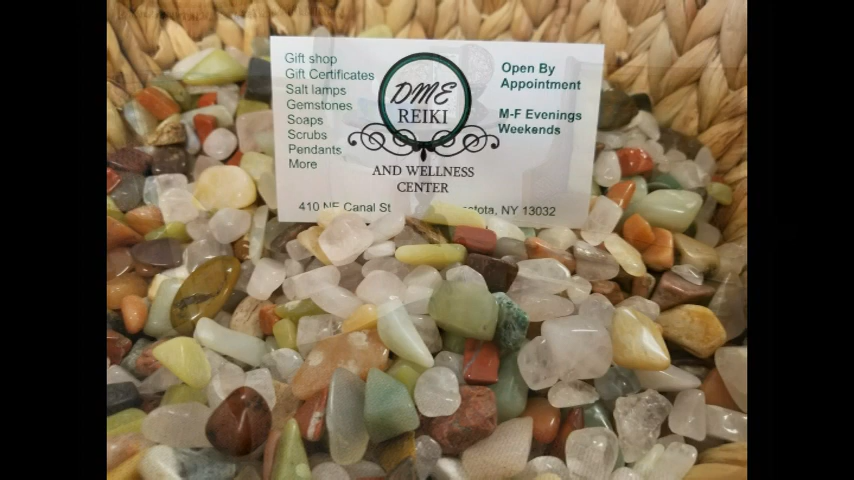 Gift shop
Gift Certificates
Salt lamps
Gemstones
Soaps
Scrubs
Pendants
More
DME
REIKI
AND WELLNESS
CENTER
Open By
Appointment
M-F Evenings
Weekends
410 NE Canal St
NY 13032